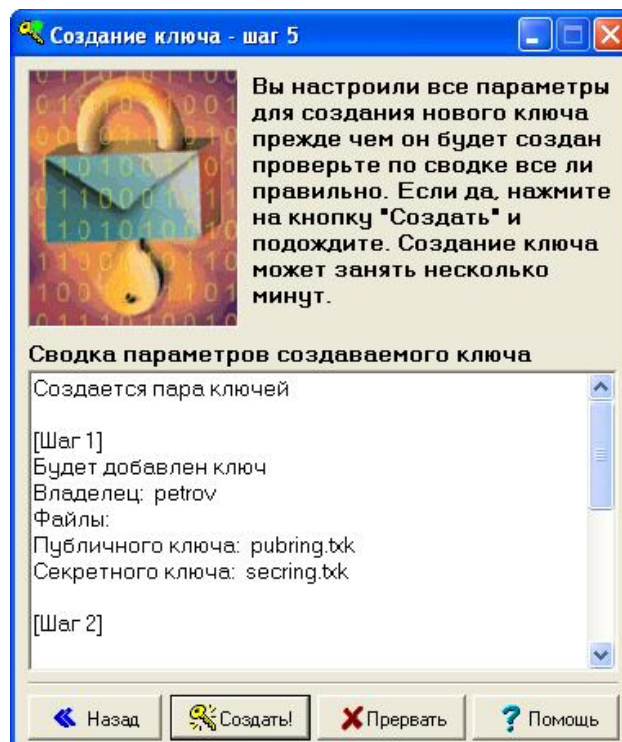 Создание ключа - шаг 5
Вы настроили все параметры
для создания нового ключа
прежде чем он будет создан
проверьте по сводке все ли
правильно. Если да, нажмите
на кнопку "Создать" и
подождите. Создание ключа
может занять несколько
минут.
Сводка параметров создаваемого ключа
Создается пара ключей
[Шаг 1]
Будет добавлен ключ
Владелец: petrov
Файлы:
Публичного ключа: pubring.txk
Секретного ключа: secring.txk
[Шаг 2]
Назад
Создать!
Прервать
Помощь